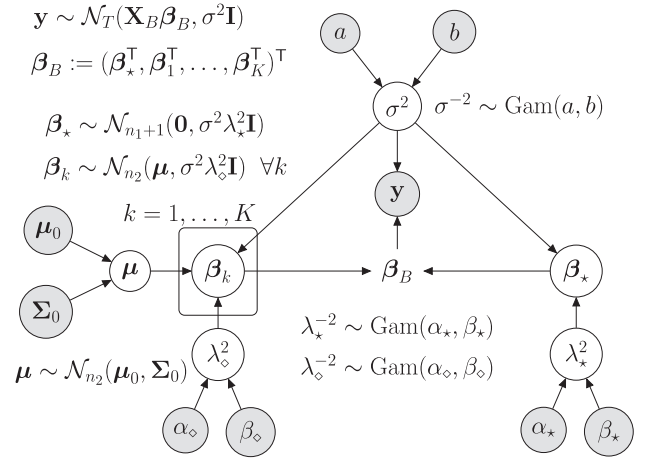 y ∼ 𝒩_T(X_Bβ_B, σ²I)
β_B := (β_⋆^T, β_1^T, . . . , β_K^T)^T
β_⋆ ∼ 𝒩_{n_1+1}(0, σ²λ_⋆²I)
β_k ∼ 𝒩_{n_2}(μ, σ²λ_⋄²I) ∀k
k = 1, . . . , K
a
b
σ²
σ^{−2} ∼ Gam(a, b)
y
μ_0
μ
β_k
β_B
β_⋆
Σ_0
λ_⋆^{−2} ∼ Gam(α_⋆, β_⋆)
λ_⋄^{−2} ∼ Gam(α_⋄, β_⋄)
μ ∼ 𝒩_{n_2}(μ_0, Σ_0)
λ_⋄²
λ_⋆²
α_⋄
β_⋄
α_⋆
β_⋆